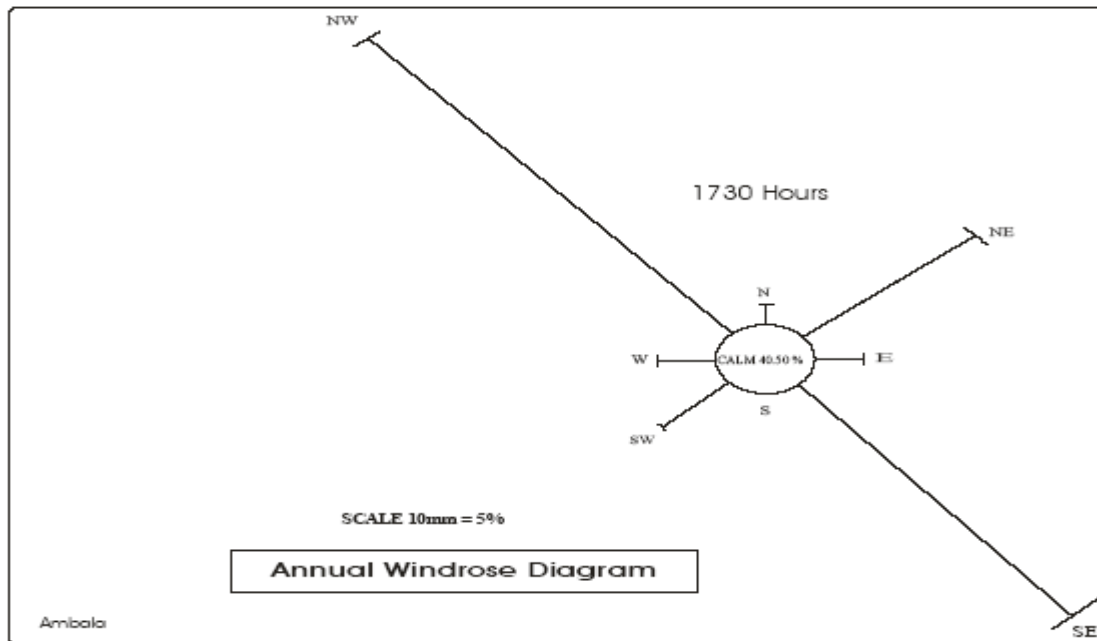 NW
1730 Hours
NE
N
W
CALM 40.50 %
E
S
SW
SCALE 10mm = 5%
Annual Windrose Diagram
Ambala
SE